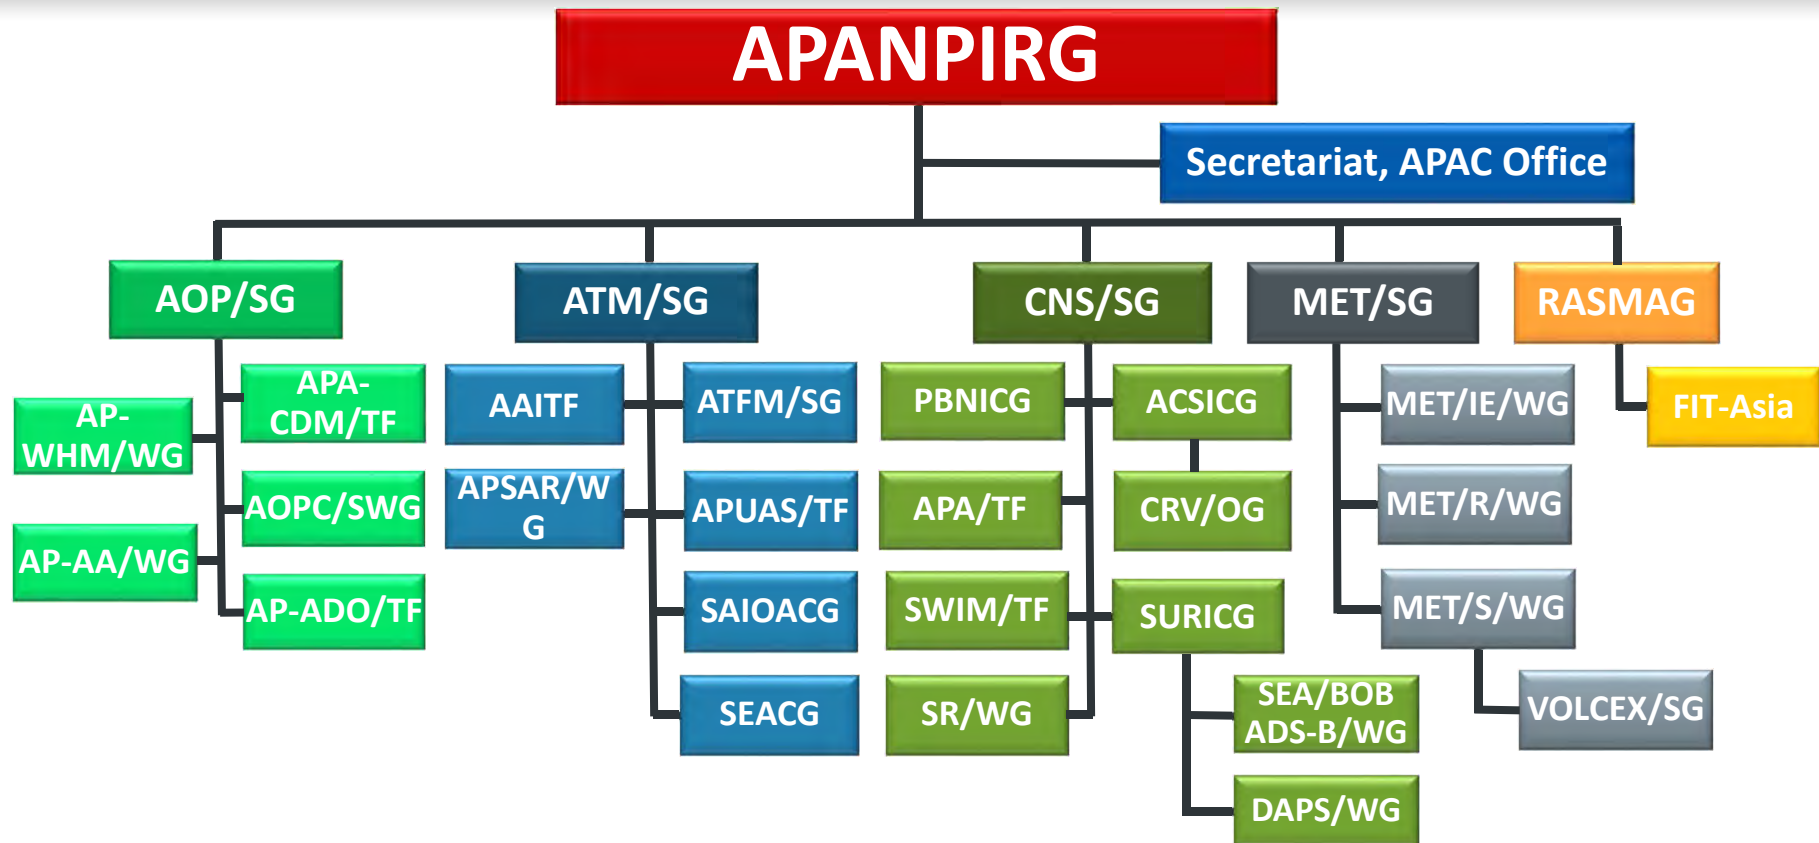 APANPIRG
Secretariat, APAC Office
AOP/SG
ATM/SG
CNS/SG
MET/SG
RASMAG
AP-
WHM/WG
AP-AA/WG
APA-
CDM/TF
AOPC/SWG
AP-ADO/TF
AAITF
APSAR/W
G
ATFM/SG
APUAS/TF
SAIOACG
SEACG
PBNICG
APA/TF
SWIM/TF
SR/WG
ACSICG
CRV/OG
SURICG
SEA/BOB
ADS-B/WG
DAPS/WG
MET/IE/WG
MET/R/WG
MET/S/WG
VOLCEX/SG
FIT-Asia